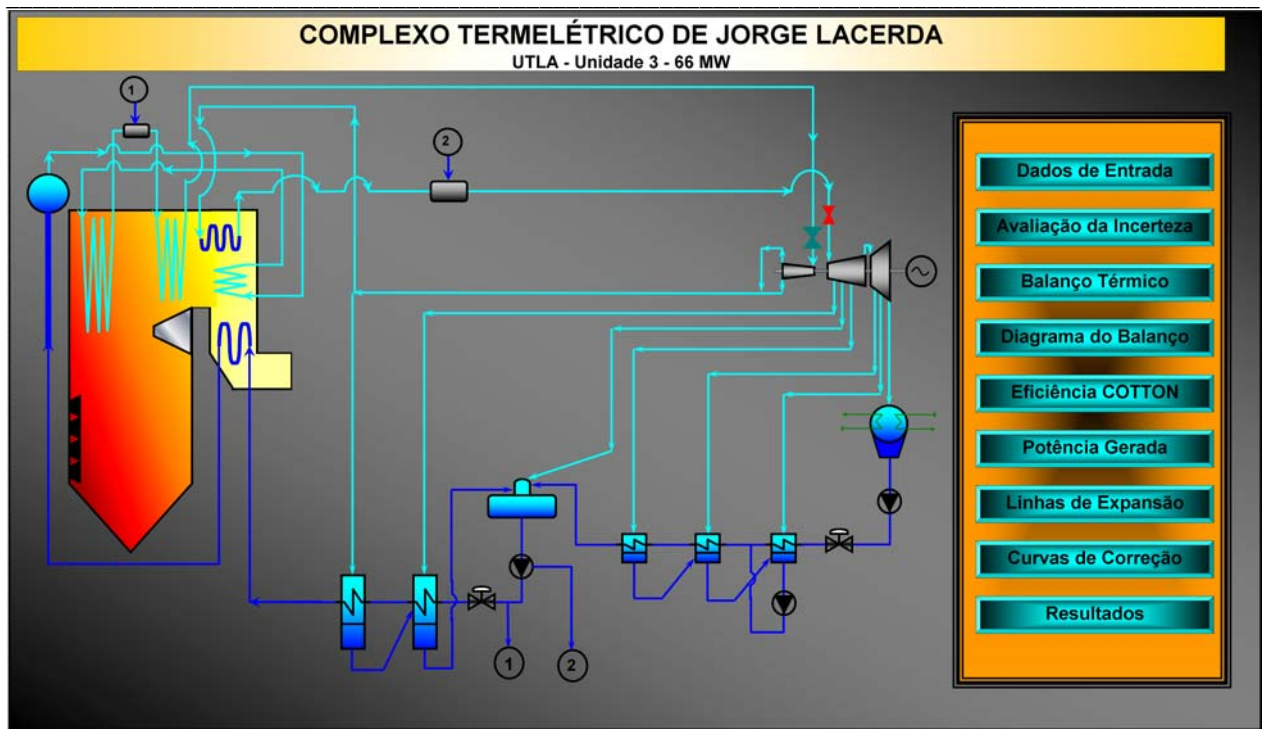 COMPLEXO TERMELÉTRICO DE JORGE LACERDA
UTLA - Unidade 3 - 66 MW
1
2
Dados de Entrada
Avaliação da Incerteza
Balanço Térmico
Diagrama do Balanço
Eficiência COTTON
Potência Gerada
Linhas de Expansão
Curvas de Correção
Resultados
1
2